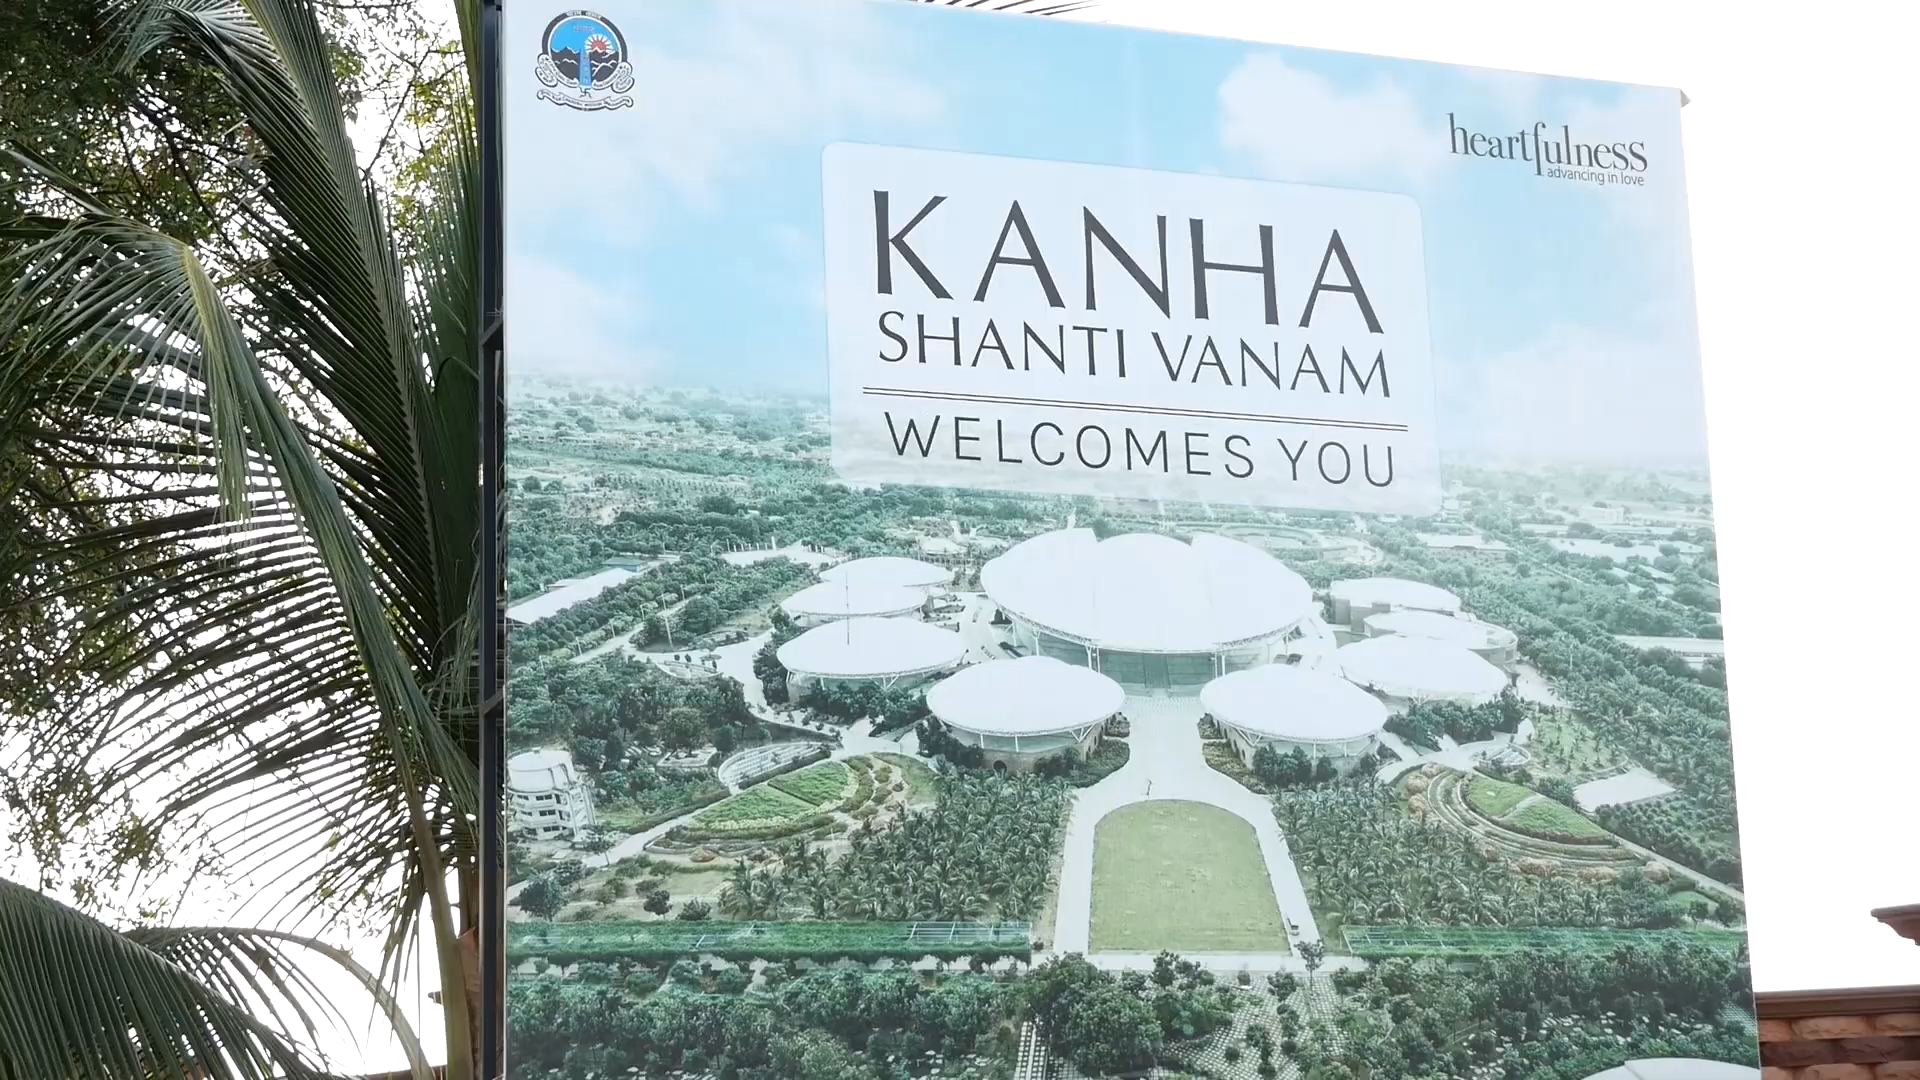 heartfulness
advancing in love
KANHA
SHANTI VANAM
WELCOMES YOU